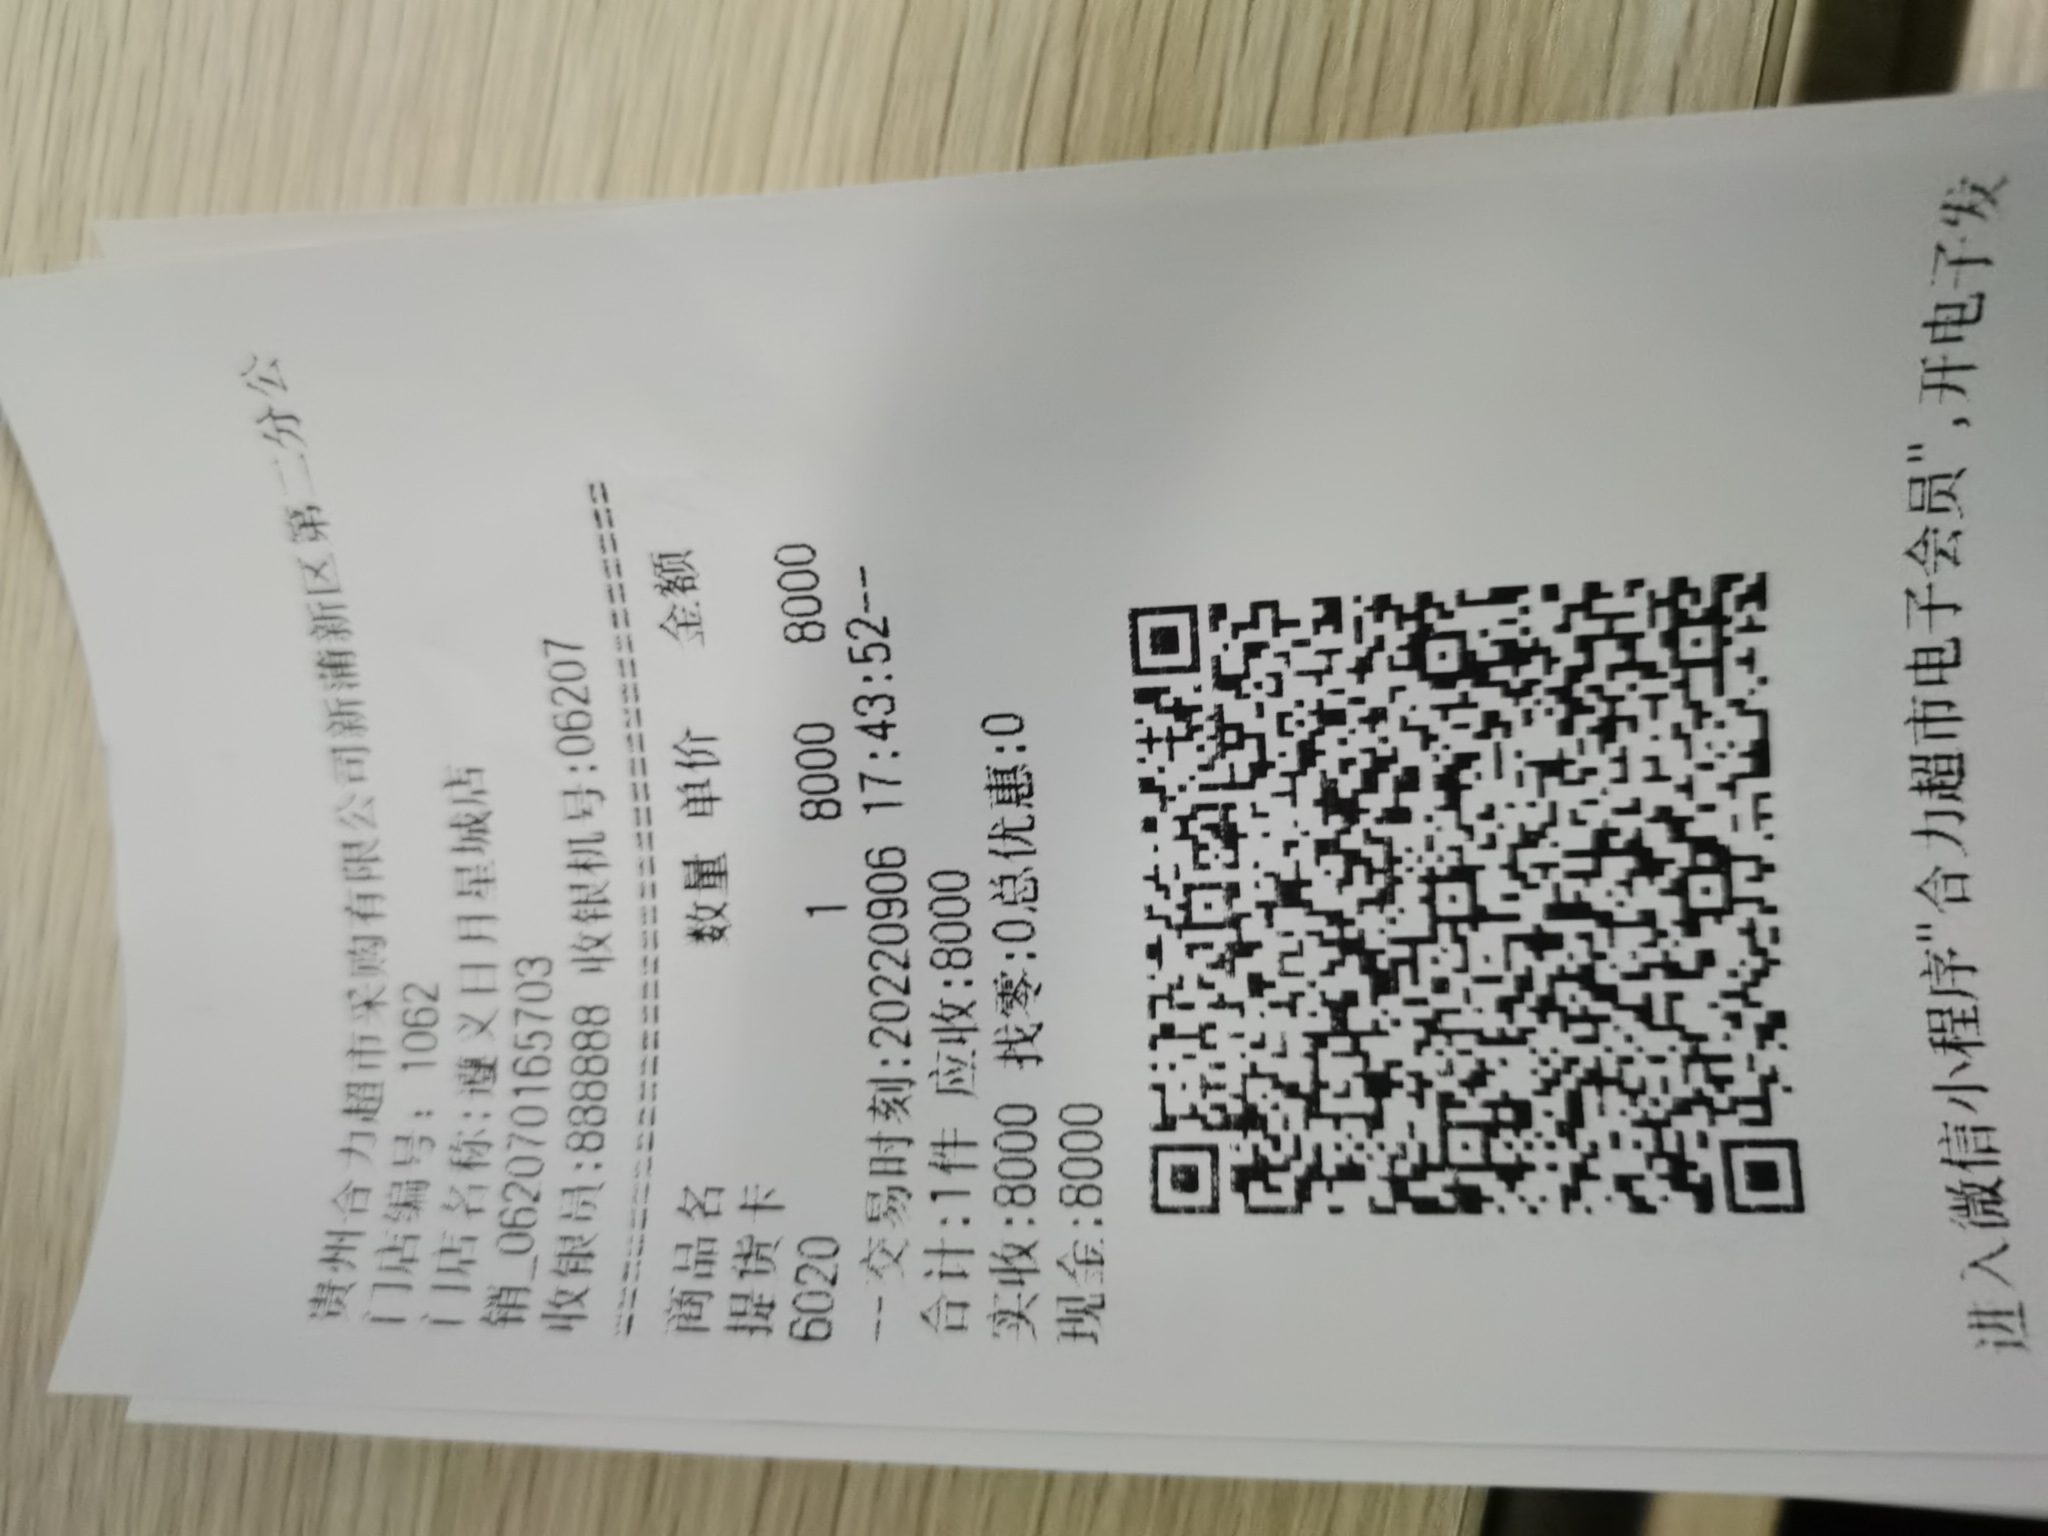 贵州合力超市采购有限公司新蒲新区第二分公
门店编号: 1062
门店名称:遵义日月星城店
销_062070165703
收银员:888888 收银机号:06207
================================
商品名 数量 单价 金额
提货卡
6020 1 8000 8000
--交易时刻:20220906 17:43:52---
合计:1件 应收:8000
实收:8000 找零:0总优惠:0
现金:8000
进入微信小程序"合力超市电子会员",开电子发